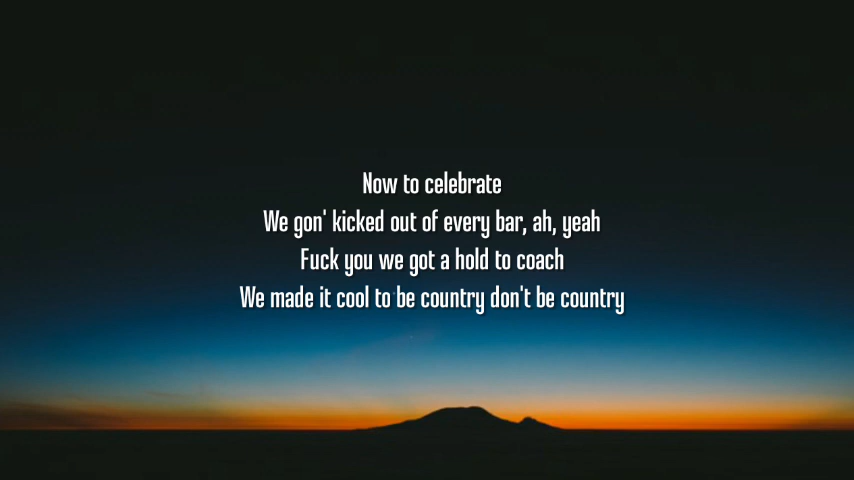 Now to celebrate
We gon' kicked out of every bar, ah, yeah
Fuck you we got a hold to coach
We made it cool to be country don't be country